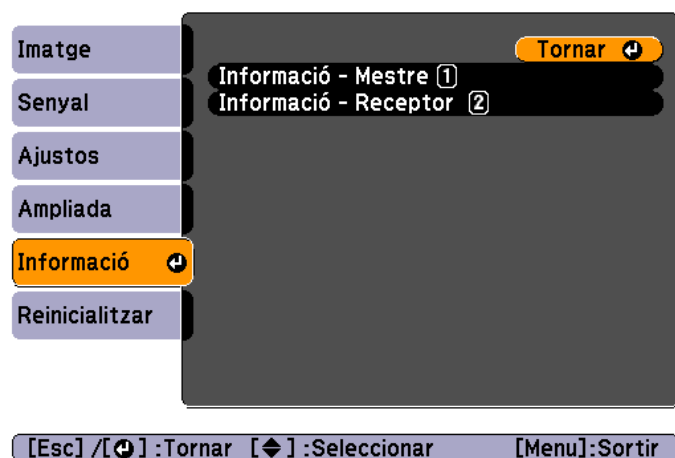 Imatge
Senyal
Ajustos
Ampliada
Informació
Reinicialitzar
Tornar
Informació - Mestre 1
Informació - Receptor 2
[Esc] /[ ] :Tornar [ ] :Seleccionar [Menu]:Sortir